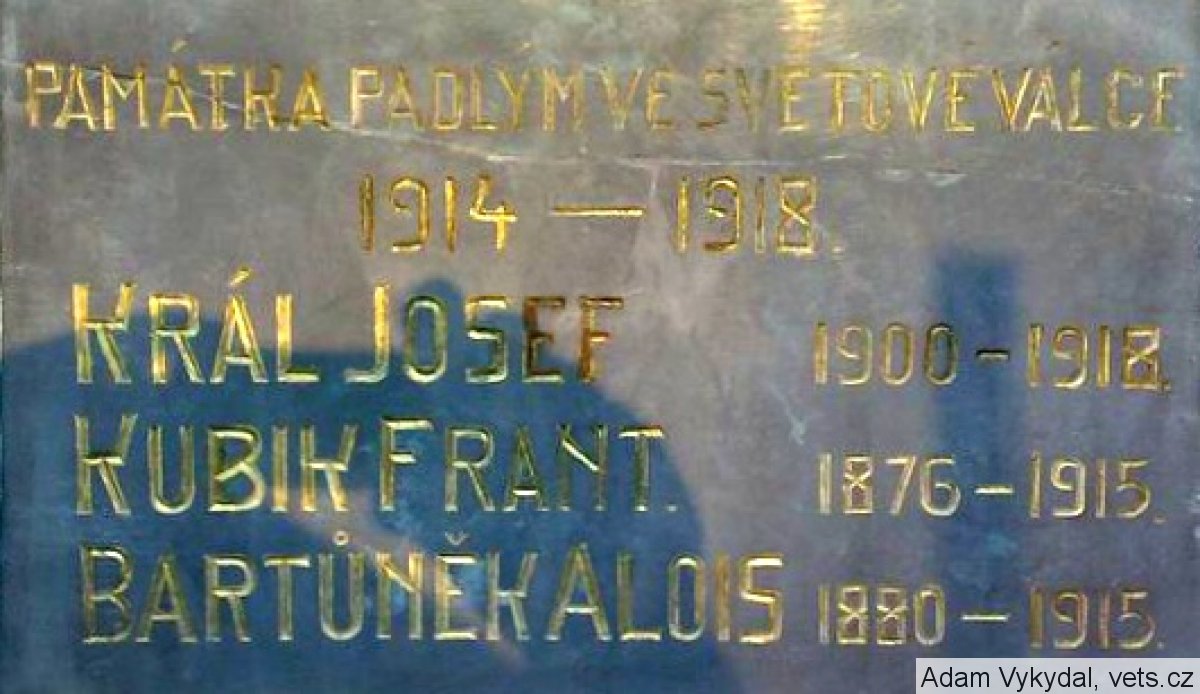 PAMÁTKA PADLÝM VE SVĚTOVÉ VÁLCE
1914 — 1918.
KRÁL JOSEF 1900 - 1918.
KUBIK FRANT. 1876 - 1915.
BARTŮNĚK ALOIS 1880 - 1915.
Adam Vykydal, vets.cz